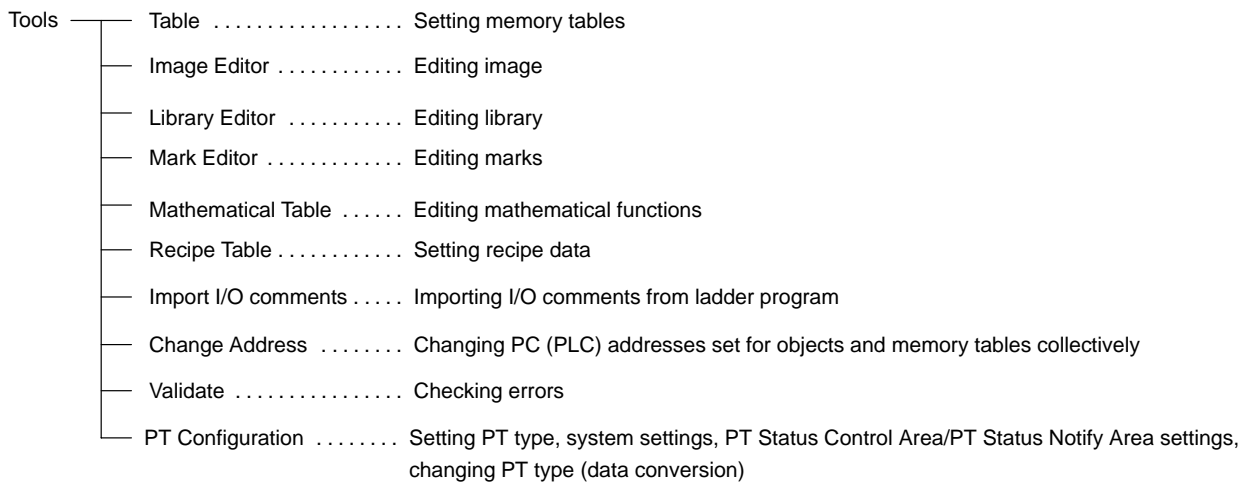 Tools Table . . . . . . . . . . . . . . . . . . Setting memory tables
Image Editor . . . . . . . . . . . . Editing image
Library Editor . . . . . . . . . . . Editing library
Mark Editor . . . . . . . . . . . . . Editing marks
Mathematical Table . . . . . . Editing mathematical functions
Recipe Table . . . . . . . . . . . . Setting recipe data
Import I/O comments . . . . . Importing I/O comments from ladder program
Change Address . . . . . . . . Changing PC (PLC) addresses set for objects and memory tables collectively
Validate . . . . . . . . . . . . . . . . Checking errors
PT Configuration . . . . . . . . Setting PT type, system settings, PT Status Control Area/PT Status Notify Area settings,
changing PT type (data conversion)